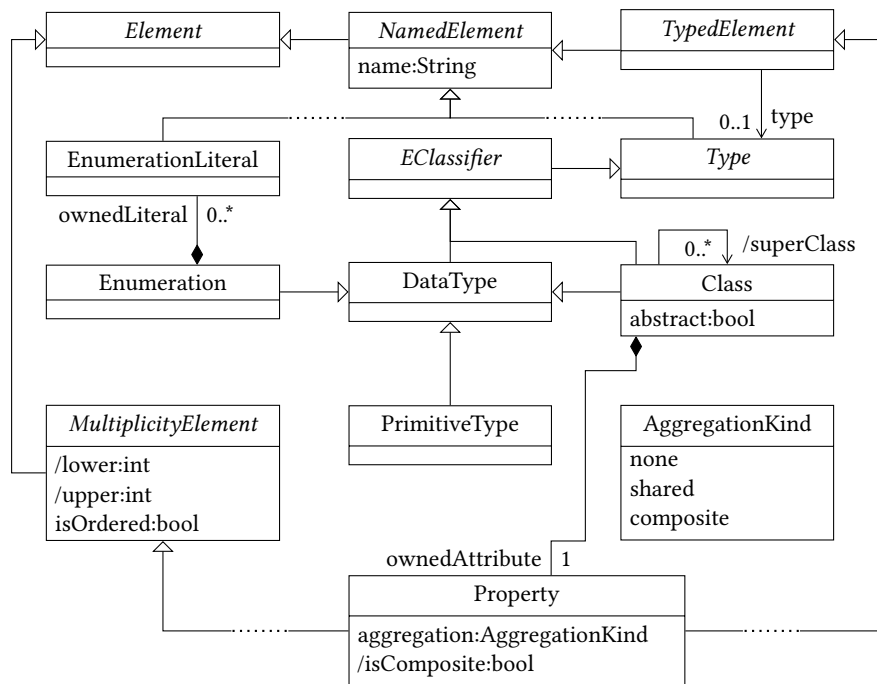 Element
NamedElement
name:String
TypedElement
0..1
type
EnumerationLiteral
EClassifier
Type
ownedLiteral
0..*
0..*
/superClass
Enumeration
DataType
Class
abstract:bool
MultiplicityElement
/lower:int
/upper:int
isOrdered:bool
PrimitiveType
AggregationKind
none
shared
composite
ownedAttribute
1
Property
aggregation:AggregationKind
/isComposite:bool